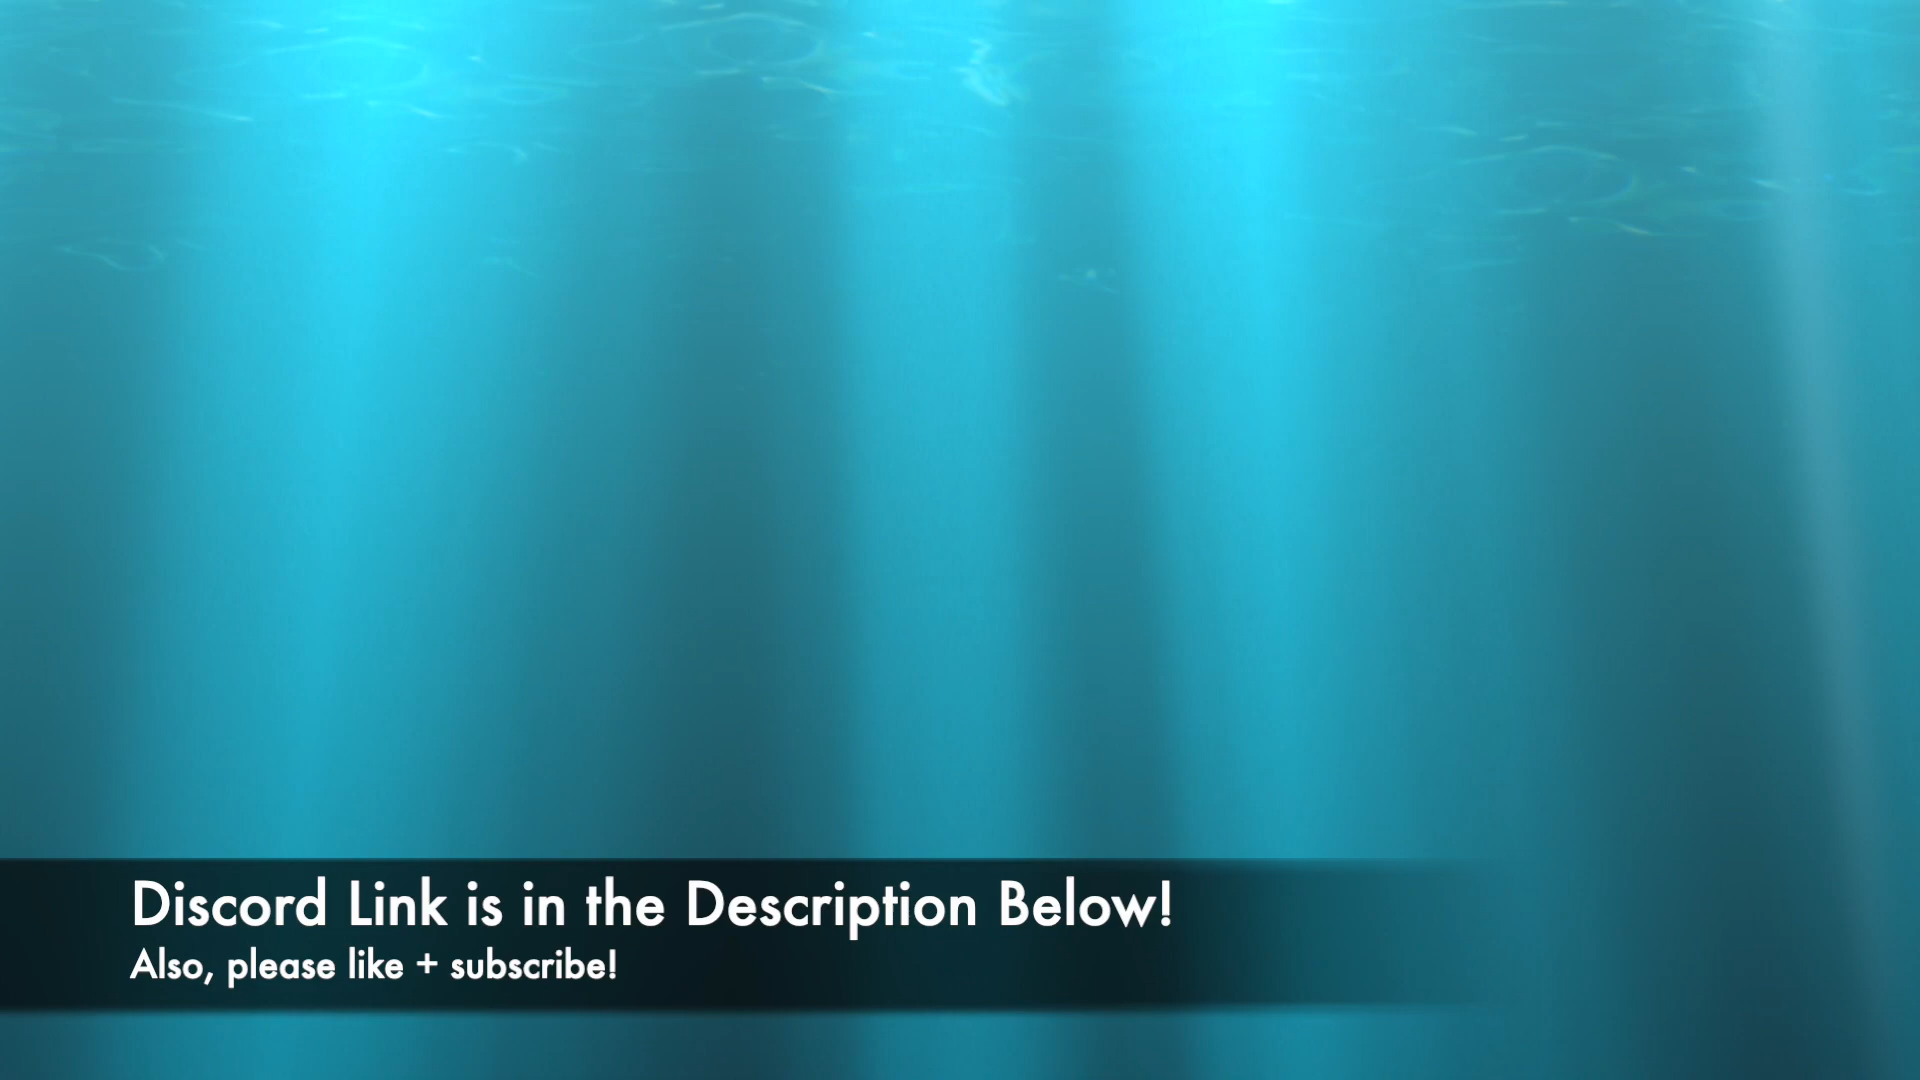 Discord Link is in the Description Below!
Also, please like + subscribe!